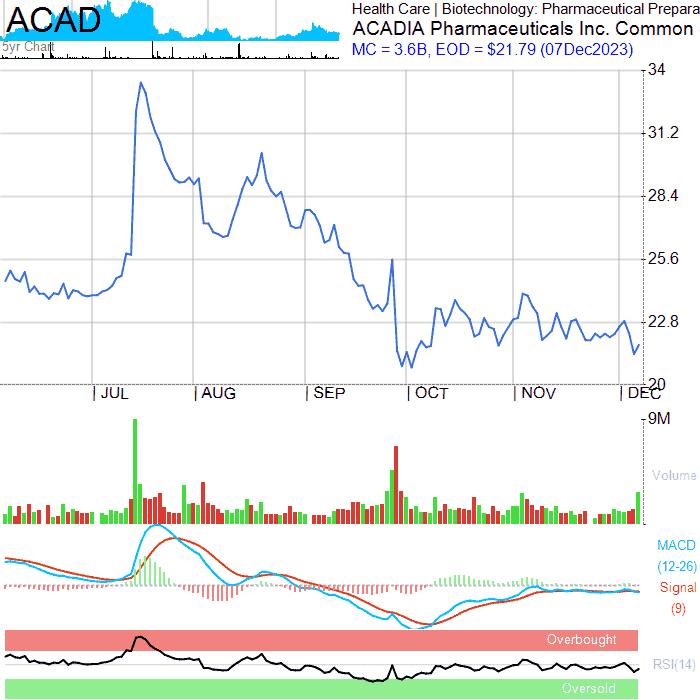 ACAD
5yr Chart
Health Care | Biotechnology: Pharmaceutical Prepara
ACADIA Pharmaceuticals Inc. Common
MC = 3.6B, EOD = $21.79 (07Dec2023)
34
31.2
28.4
25.6
22.8
20
JUL
AUG
SEP
OCT
NOV
DEC
9M
Volume
MACD
(12-26)
Signal
(9)
Overbought
RSI(14)
Oversold